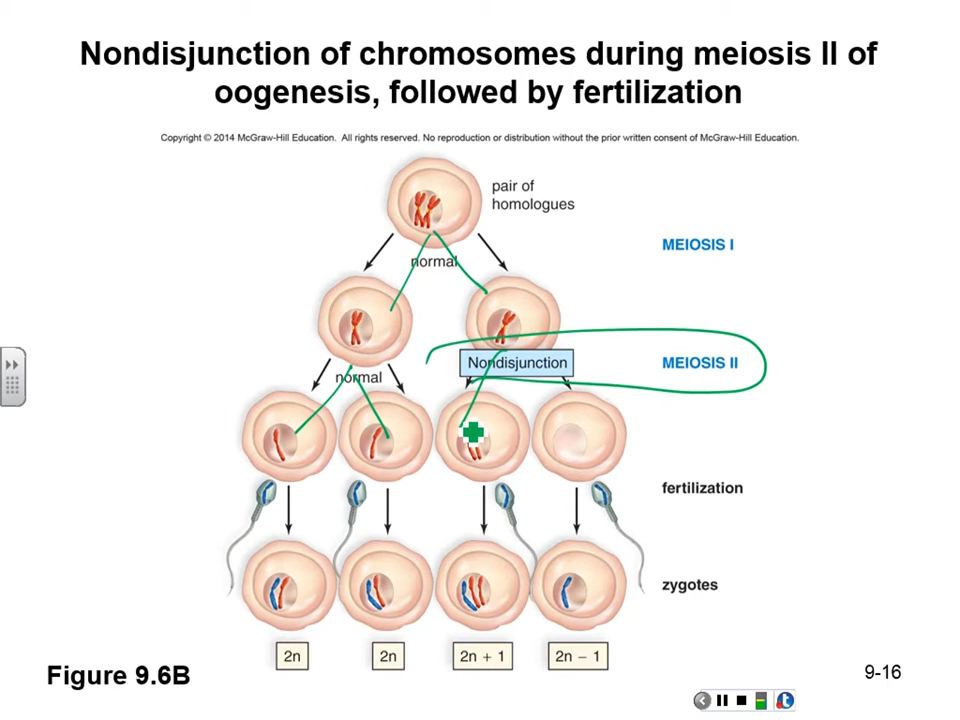 Nondisjunction of chromosomes during meiosis II of
oogenesis, followed by fertilization
Copyright © 2014 McGraw-Hill Education. All rights reserved. No reproduction or distribution without the prior written consent of McGraw-Hill Education.
pair of
homologues
MEIOSIS I
normal
Nondisjunction
MEIOSIS II
normal
fertilization
zygotes
2n
2n
2n + 1
2n − 1
Figure 9.6B
9-16